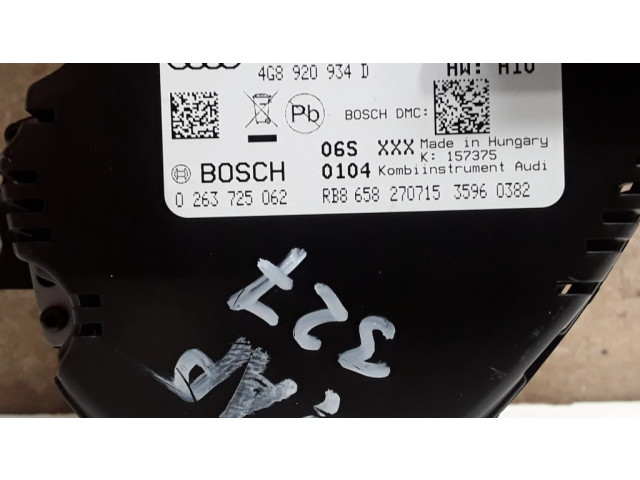 4G8 920 934 D
HW: H10
Pb
BOSCH DMC:
06S XXX Made in Hungary
K: 157375
BOSCH 0104 Kombiinstrument Audi
0 263 725 062 RB8 658 270715 3596 0382
327